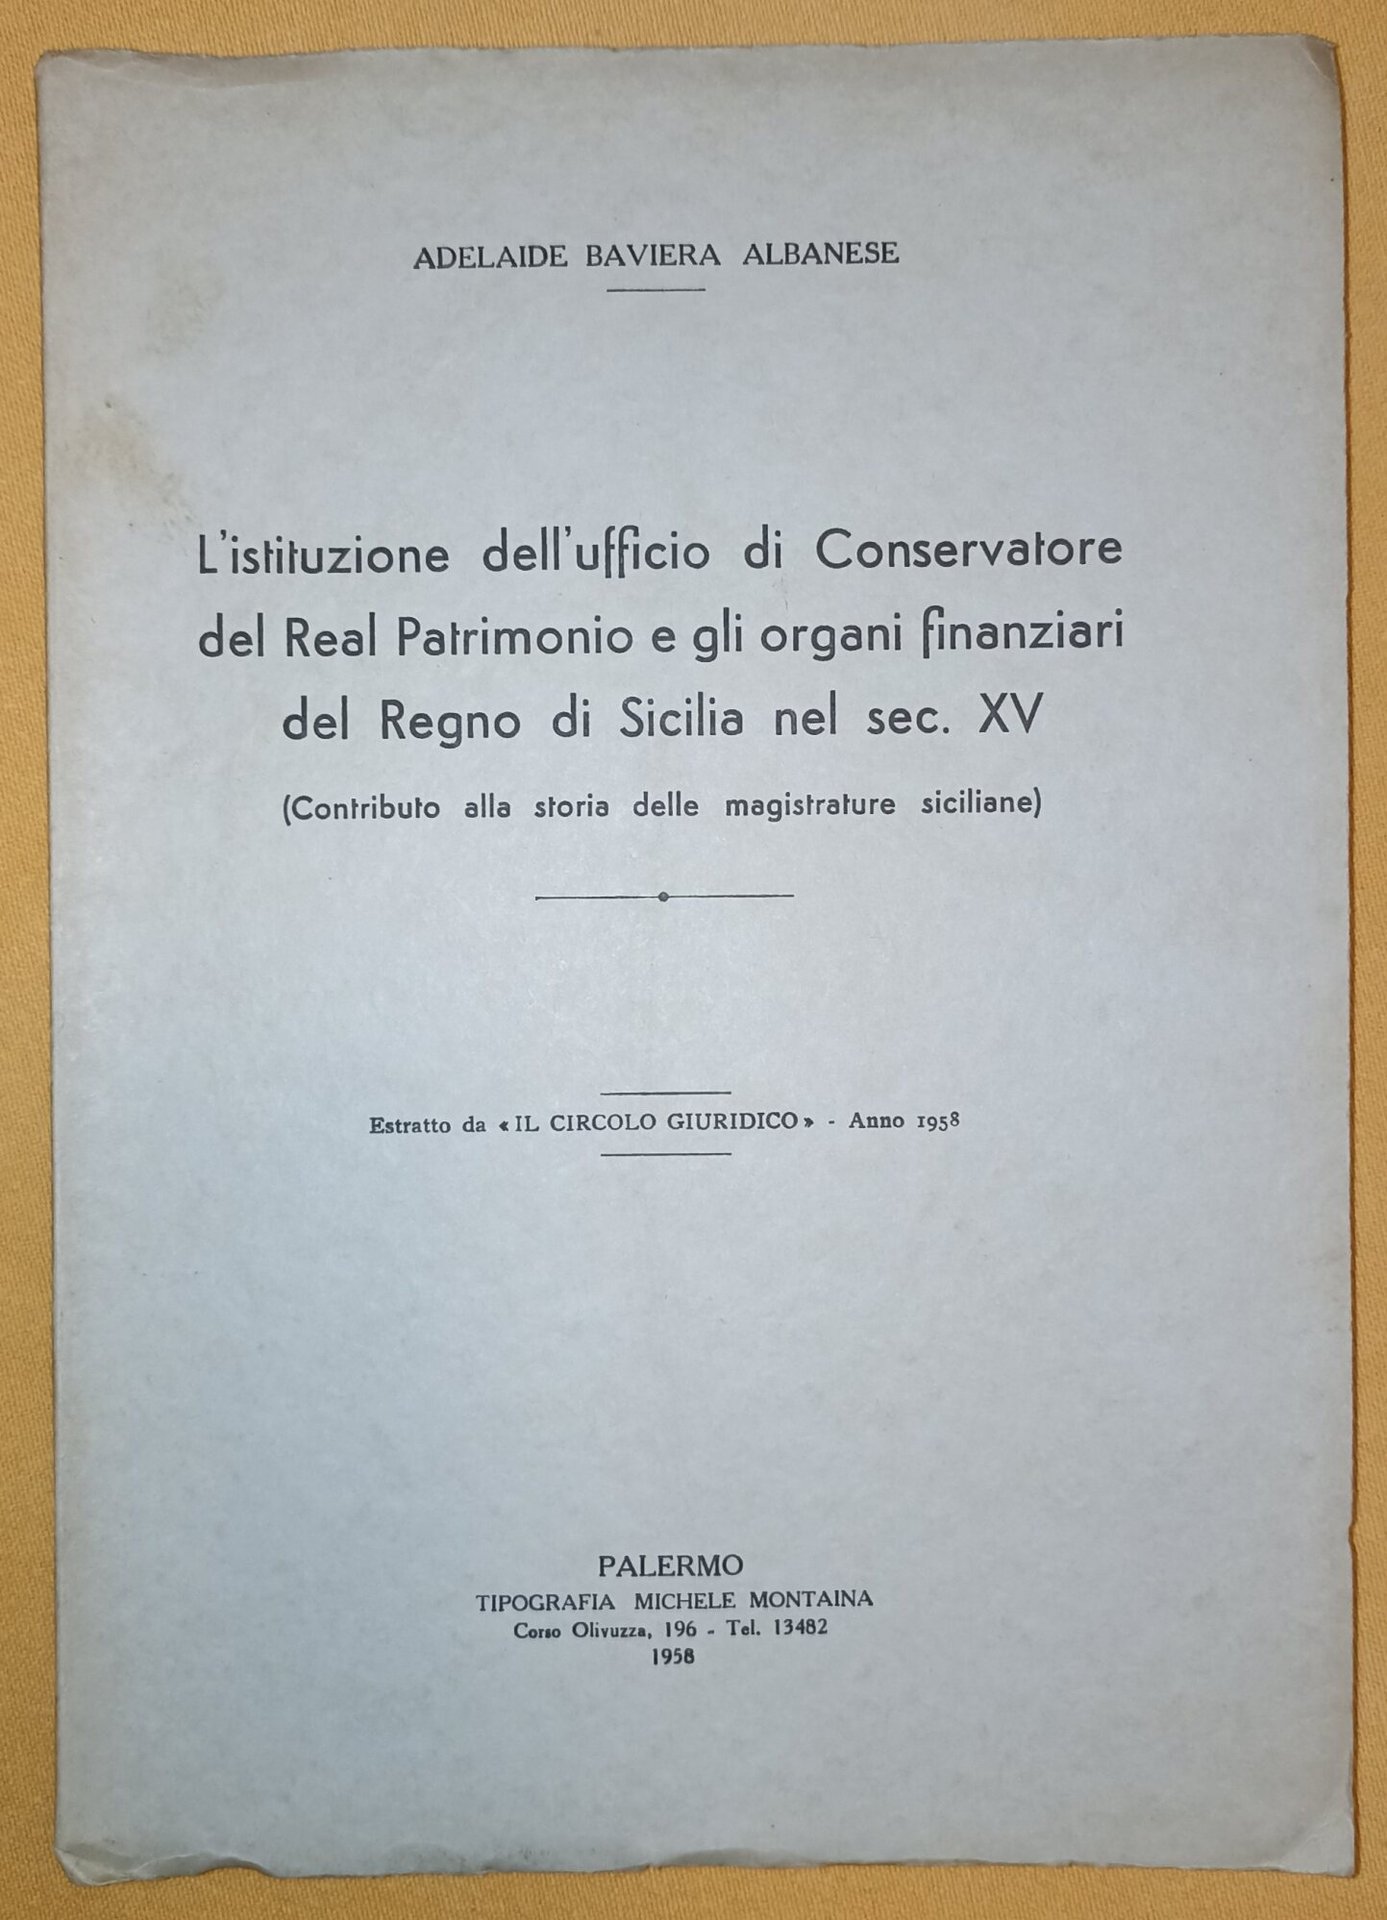 ADELAIDE BAVIERA ALBANESE
L'istituzione dell'ufficio di Conservatore
del Real Patrimonio e gli organi finanziari
del Regno di Sicilia nel sec. XV
(Contributo alla storia delle magistrature siciliane)
Estratto da « IL CIRCOLO GIURIDICO » - Anno 1958
PALERMO
TIPOGRAFIA MICHELE MONTAINA
Corso Olivuzza, 196 - Tel. 13482
1958